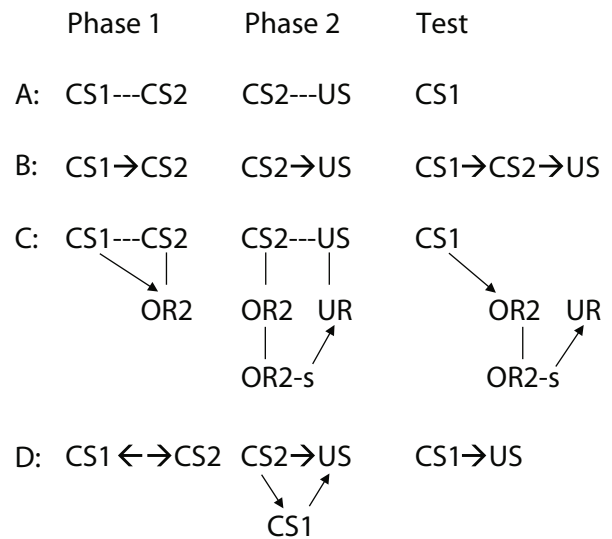 Phase 1 Phase 2 Test
A: CS1---CS2 CS2---US CS1
B: CS1→CS2 CS2→US CS1→CS2→US
C: CS1---CS2 CS2---US CS1
OR2 OR2 UR OR2 UR
OR2-s OR2-s
D: CS1 ← →CS2 CS2→US CS1→US
CS1